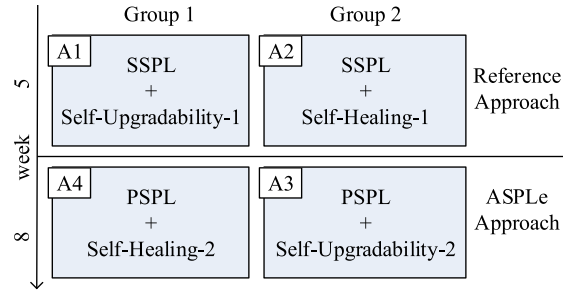 Group 1 Group 2
A1 A2
SSPL SSPL
+ +
Self-Upgradability-1 Self-Healing-1
Reference
Approach
5
week
8
A4 A3
PSPL PSPL
+ +
Self-Healing-2 Self-Upgradability-2
ASPLe
Approach